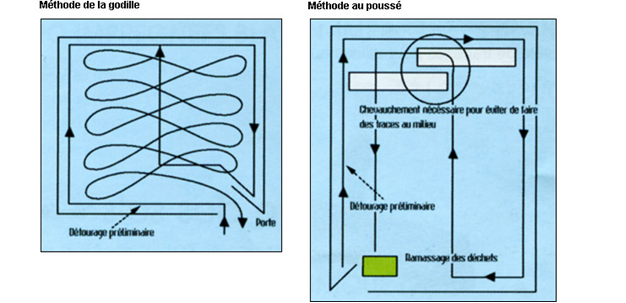 Méthode de la godille
Méthode au poussé
Porte
Détourage préliminaire
Chevauchement nécessaire pour éviter de faire
des traces au milieu
Détourage préliminaire
Ramassage des déchets